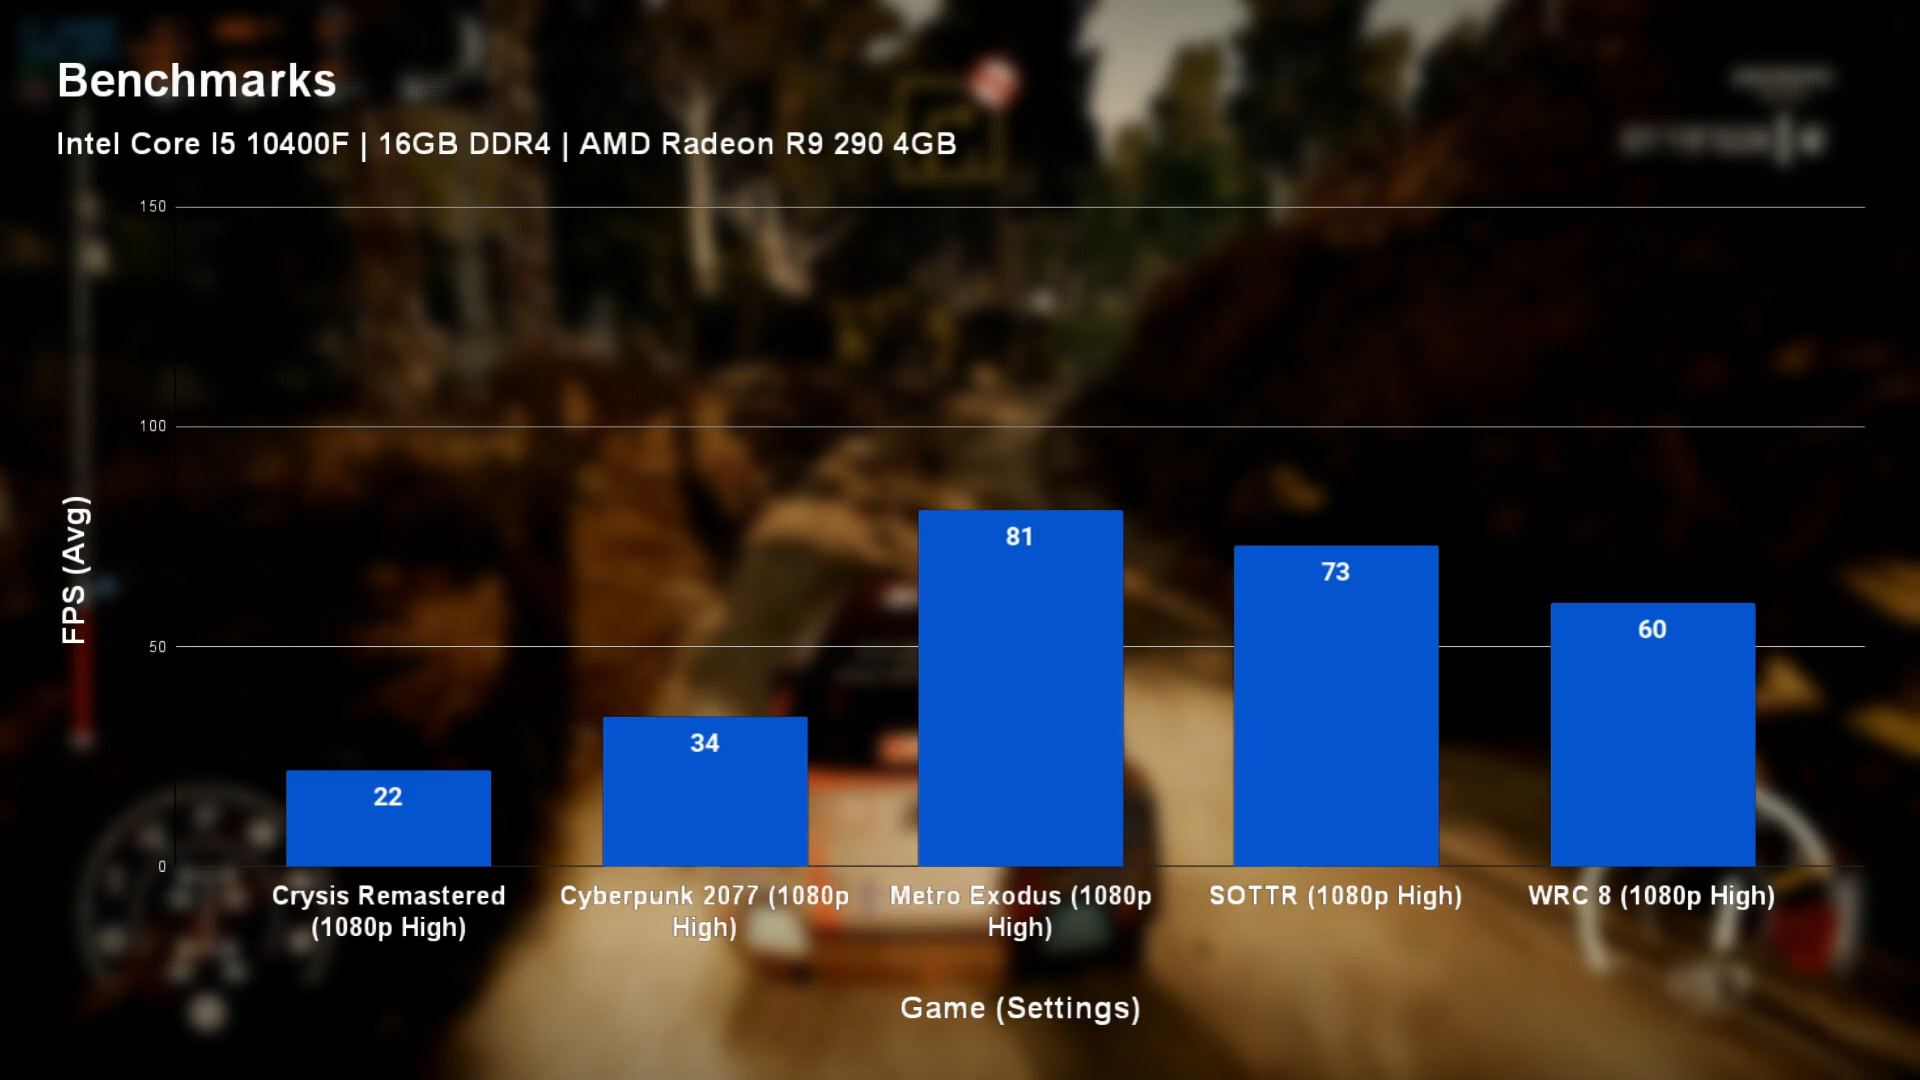 Benchmarks
Intel Core I5 10400F | 16GB DDR4 | AMD Radeon R9 290 4GB
150
100
50
0
FPS (Avg)
22
34
81
73
60
Crysis Remastered
(1080p High)
Cyberpunk 2077 (1080p
High)
Metro Exodus (1080p
High)
SOTTR (1080p High)
WRC 8 (1080p High)
Game (Settings)